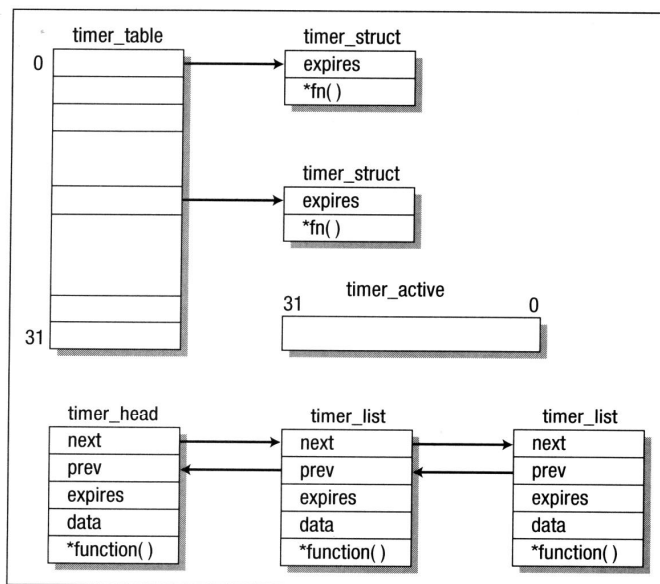 timer_table
0
31
timer_struct
expires
*fn( )
timer_struct
expires
*fn( )
timer_active
31 0
timer_head
next
prev
expires
data
*function( )
timer_list
next
prev
expires
data
*function( )
timer_list
next
prev
expires
data
*function( )